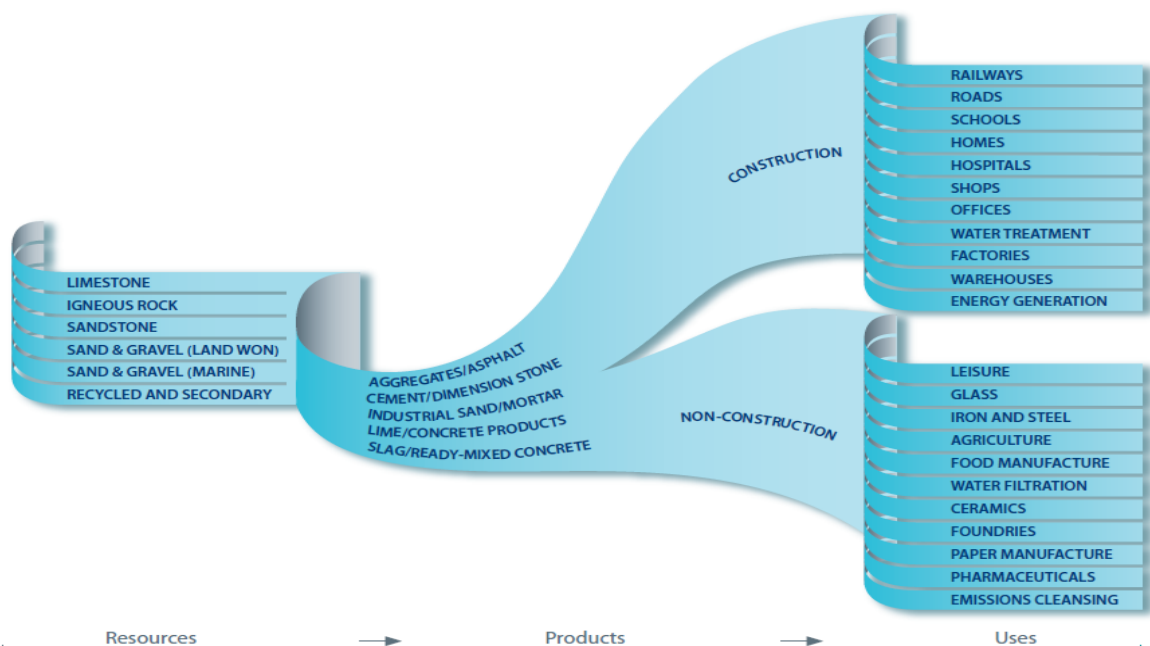 LIMESTONE
IGNEOUS ROCK
SANDSTONE
SAND & GRAVEL (LAND WON)
SAND & GRAVEL (MARINE)
RECYCLED AND SECONDARY
AGGREGATES/ASPHALT
CEMENT/DIMENSION STONE
INDUSTRIAL SAND/MORTAR
LIME/CONCRETE PRODUCTS
SLAG/READY-MIXED CONCRETE
CONSTRUCTION
RAILWAYS
ROADS
SCHOOLS
HOMES
HOSPITALS
SHOPS
OFFICES
WATER TREATMENT
FACTORIES
WAREHOUSES
ENERGY GENERATION
NON-CONSTRUCTION
LEISURE
GLASS
IRON AND STEEL
AGRICULTURE
FOOD MANUFACTURE
WATER FILTRATION
CERAMICS
FOUNDRIES
PAPER MANUFACTURE
PHARMACEUTICALS
EMISSIONS CLEANSING
Resources
Products
Uses